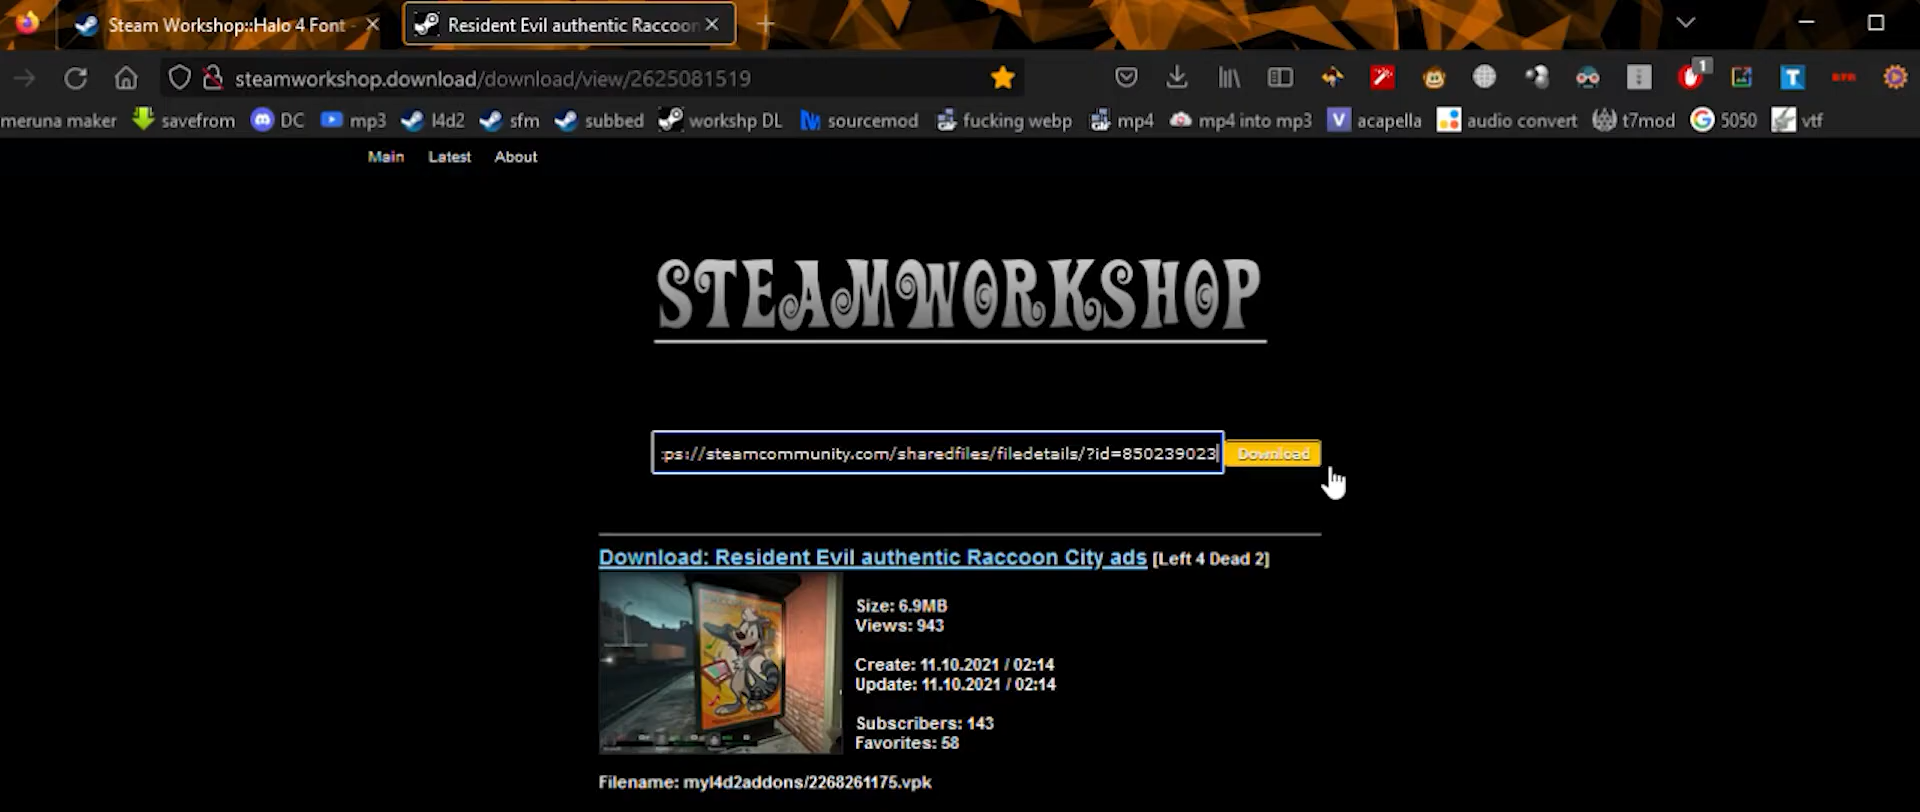 Steam Workshop::Halo 4 Font -
Resident Evil authentic Raccoon
steamworkshop.download/download/view/2625081519
1
meruna maker
savefrom
DC
mp3
l4d2
sfm
subbed
workshp DL
sourcemod
fucking webp
mp4
mp4 into mp3
V
acapella
audio convert
t7mod
G
5050
vtf
T
Main
Latest
About
STEAMWORKSHOP
:ps://steamcommunity.com/sharedfiles/filedetails/?id=850239023
Download
Download: Resident Evil authentic Raccoon City ads [Left 4 Dead 2]
Size: 6.9MB
Views: 943
Create: 11.10.2021 / 02:14
Update: 11.10.2021 / 02:14
Subscribers: 143
Favorites: 58
Filename: myl4d2addons/2268261175.vpk